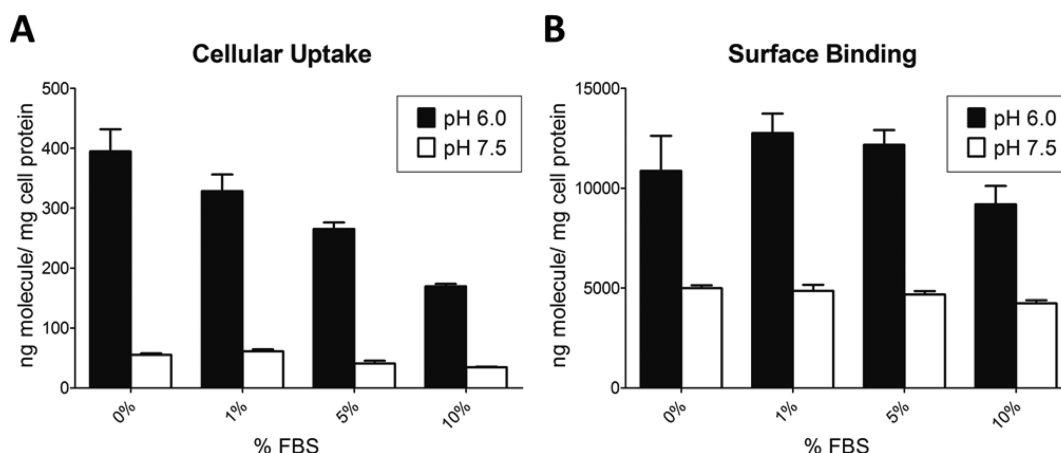 A
Cellular Uptake
ng molecule/ mg cell protein
500
400
300
200
100
0
pH 6.0
pH 7.5
0%
1%
5%
10%
% FBS
B
Surface Binding
ng molecule/ mg cell protein
15000
10000
5000
0
pH 6.0
pH 7.5
0%
1%
5%
10%
% FBS